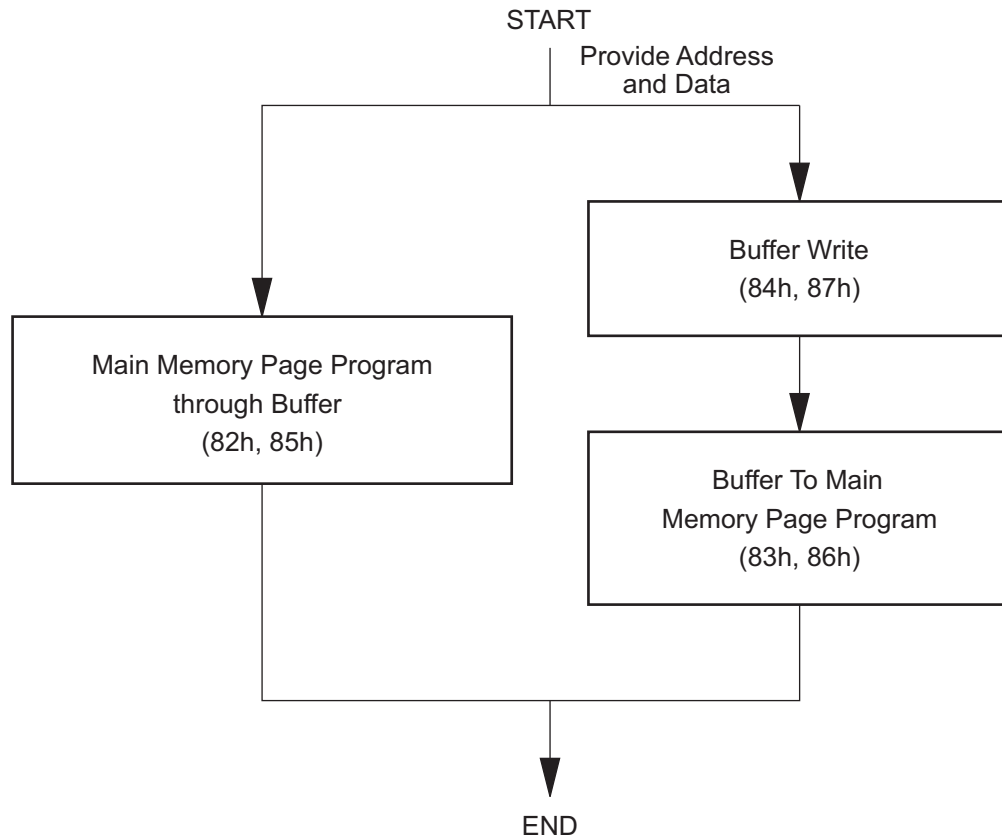 START
Provide Address
and Data
Buffer Write
(84h, 87h)
Main Memory Page Program
through Buffer
(82h, 85h)
Buffer To Main
Memory Page Program
(83h, 86h)
END